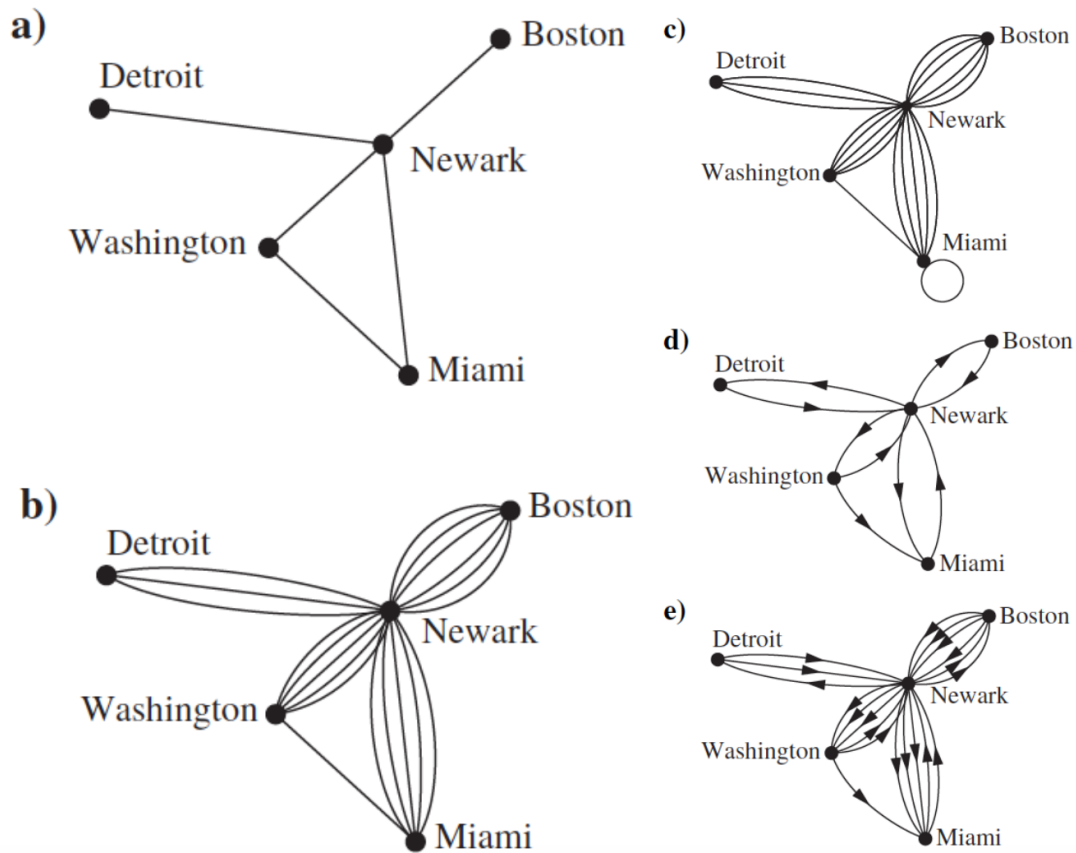 a)
Boston
Detroit
Newark
Washington
Miami
b)
Boston
Detroit
Newark
Washington
Miami
c)
Boston
Detroit
Newark
Washington
Miami
d)
Boston
Detroit
Newark
Washington
Miami
e)
Boston
Detroit
Newark
Washington
Miami